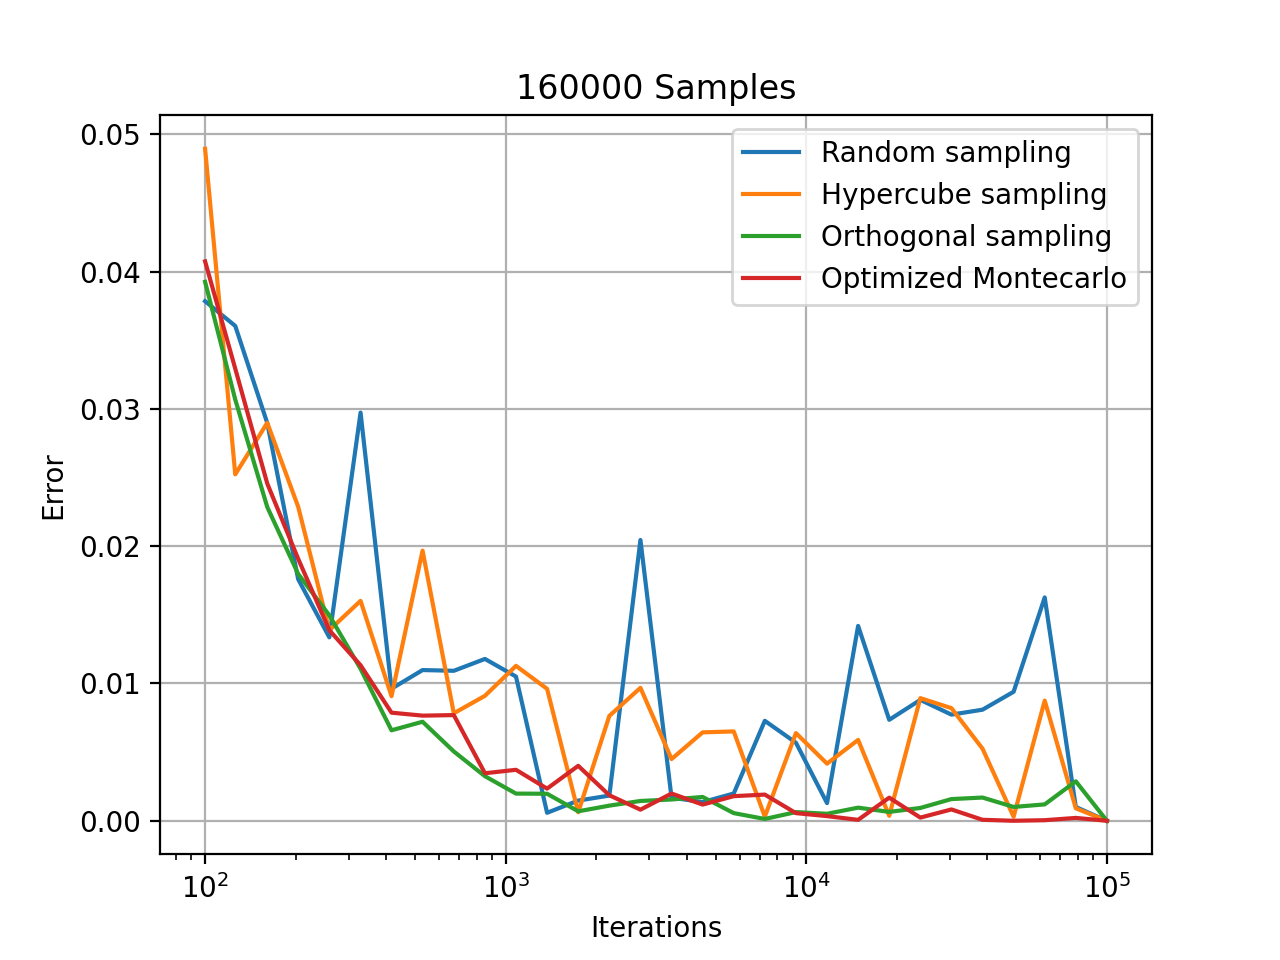 160000 Samples
0.05
0.04
0.03
0.02
0.01
0.00
Error
Random sampling
Hypercube sampling
Orthogonal sampling
Optimized Montecarlo
10² 10³ 10⁴ 10⁵
Iterations